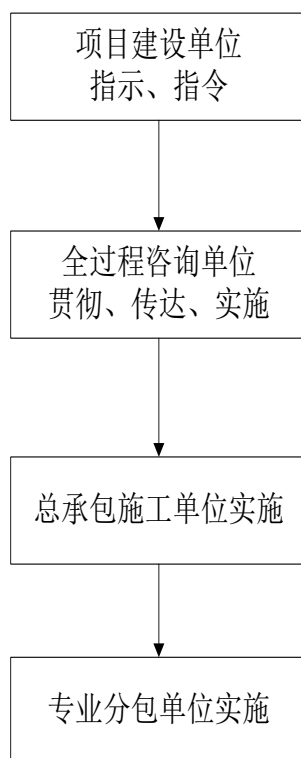 项目建设单位
指示、指令
全过程咨询单位
贯彻、传达、实施
总承包施工单位实施
专业分包单位实施